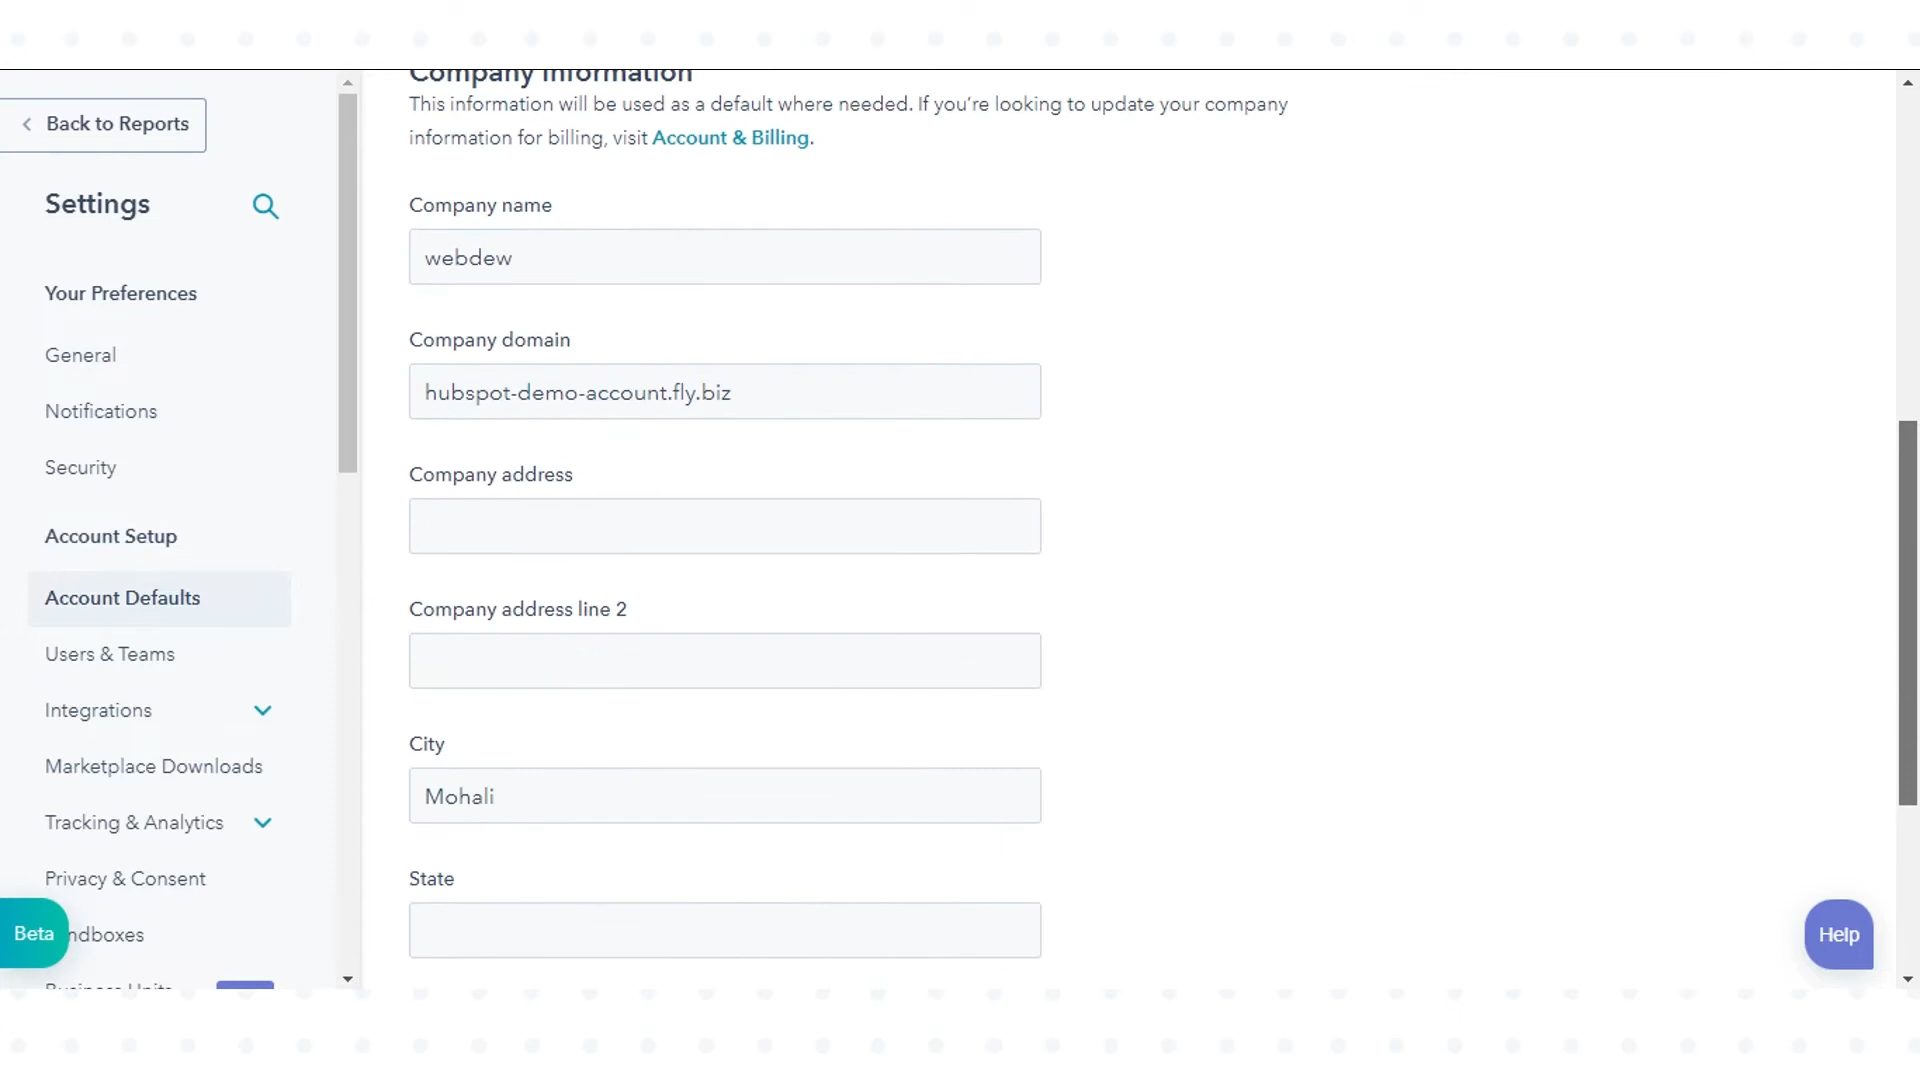 Company Information
This information will be used as a default where needed. If you're looking to update your company
information for billing, visit Account & Billing.
Back to Reports
Settings
Your Preferences
General
Notifications
Security
Account Setup
Account Defaults
Users & Teams
Integrations
Marketplace Downloads
Tracking & Analytics
Privacy & Consent
Beta ndboxes
Business Units
Company name
webdew
Company domain
hubspot-demo-account.fly.biz
Company address
Company address line 2
City
Mohali
State
Help